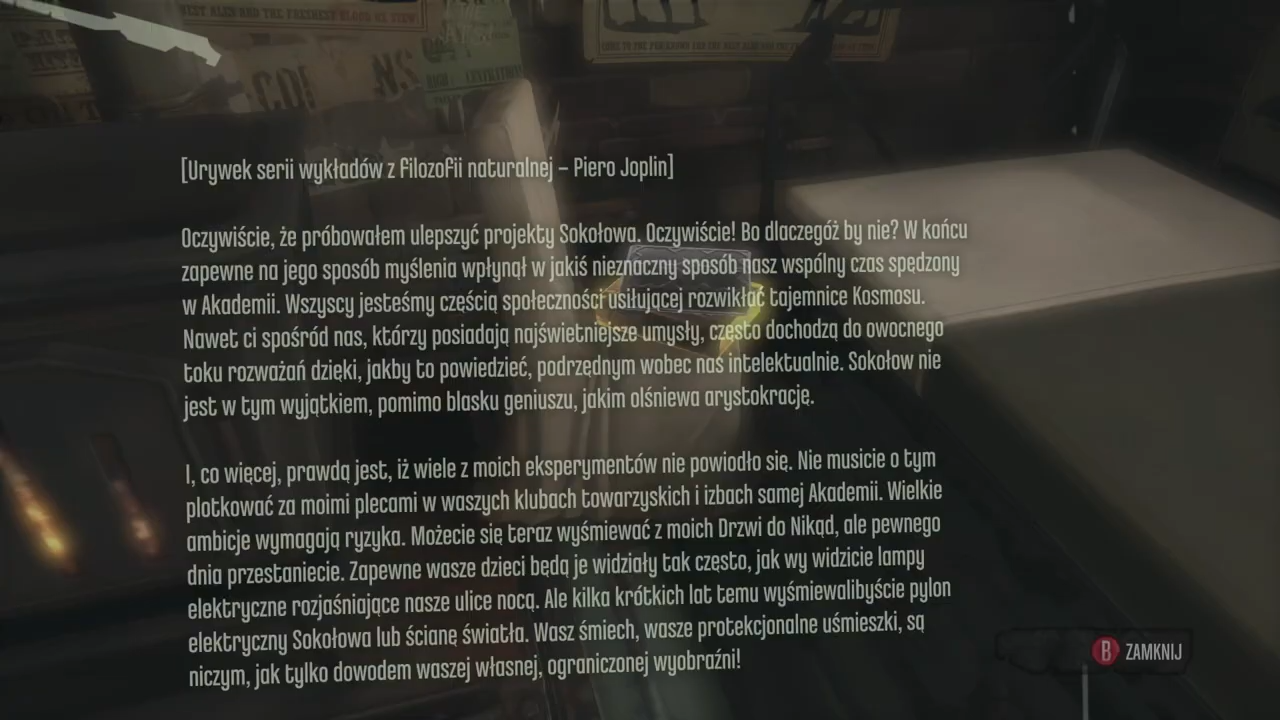 BEST ALES AND THE FRESHEST BLOOD WE VIEW!
[Urywek serii wykładów z filozofii naturalnej – Piero Joplin]
Oczywiście, że próbowałem ulepszyć projekty Sokołowa. Oczywiście! Bo dlaczegóż by nie? W końcu
zapewne na jego sposób myślenia wpłynął w jakiś nieznaczny sposób nasz wspólny czas spędzony
w Akademii. Wszyscy jesteśmy częścią społeczności usiłującej rozwikłać tajemnice Kosmosu.
Nawet ci spośród nas, którzy posiadają najświetniejsze umysły, często dochodzą do owocnego
toku rozważań dzięki, jakby to powiedzieć, podrzędnym wobec nas intelektualnie. Sokołow nie
jest w tym wyjątkiem, pomimo blasku geniuszu, jakim olśniewa arystokrację.
I, co więcej, prawdą jest, iż wiele z moich eksperymentów nie powiodło się. Nie musicie o tym
plotkować za moimi plecami w waszych klubach towarzyskich i izbach samej Akademii. Wielkie
ambicje wymagają ryzyka. Możecie się teraz wyśmiewać z moich Drzwi do Nikąd, ale pewnego
dnia przestaniecie. Zapewne wasze dzieci będą je widziały tak często, jak wy widzicie lampy
elektryczne rozjaśniające nasze ulice nocą. Ale kilka krótkich lat temu wyśmiewalibyście pylon
elektryczny Sokołowa lub ścianę światła. Wasz śmiech, wasze protekcjonalne uśmieszki, są
niczym, jak tylko dowodem waszej własnej, ograniczonej wyobraźni!
B ZAMKNIJ